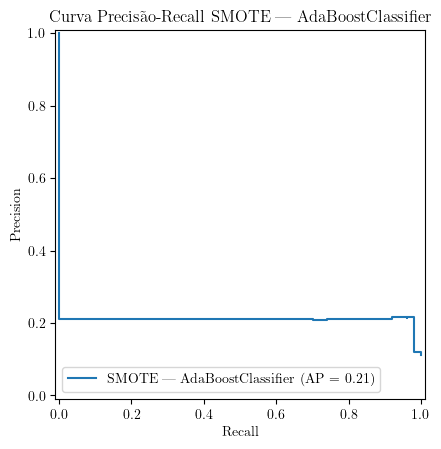 Curva Precisão-Recall SMOTE — AdaBoostClassifier
1.0
0.8
0.6
0.4
0.2
0.0
Precision
SMOTE — AdaBoostClassifier (AP = 0.21)
0.0 0.2 0.4 0.6 0.8 1.0
Recall